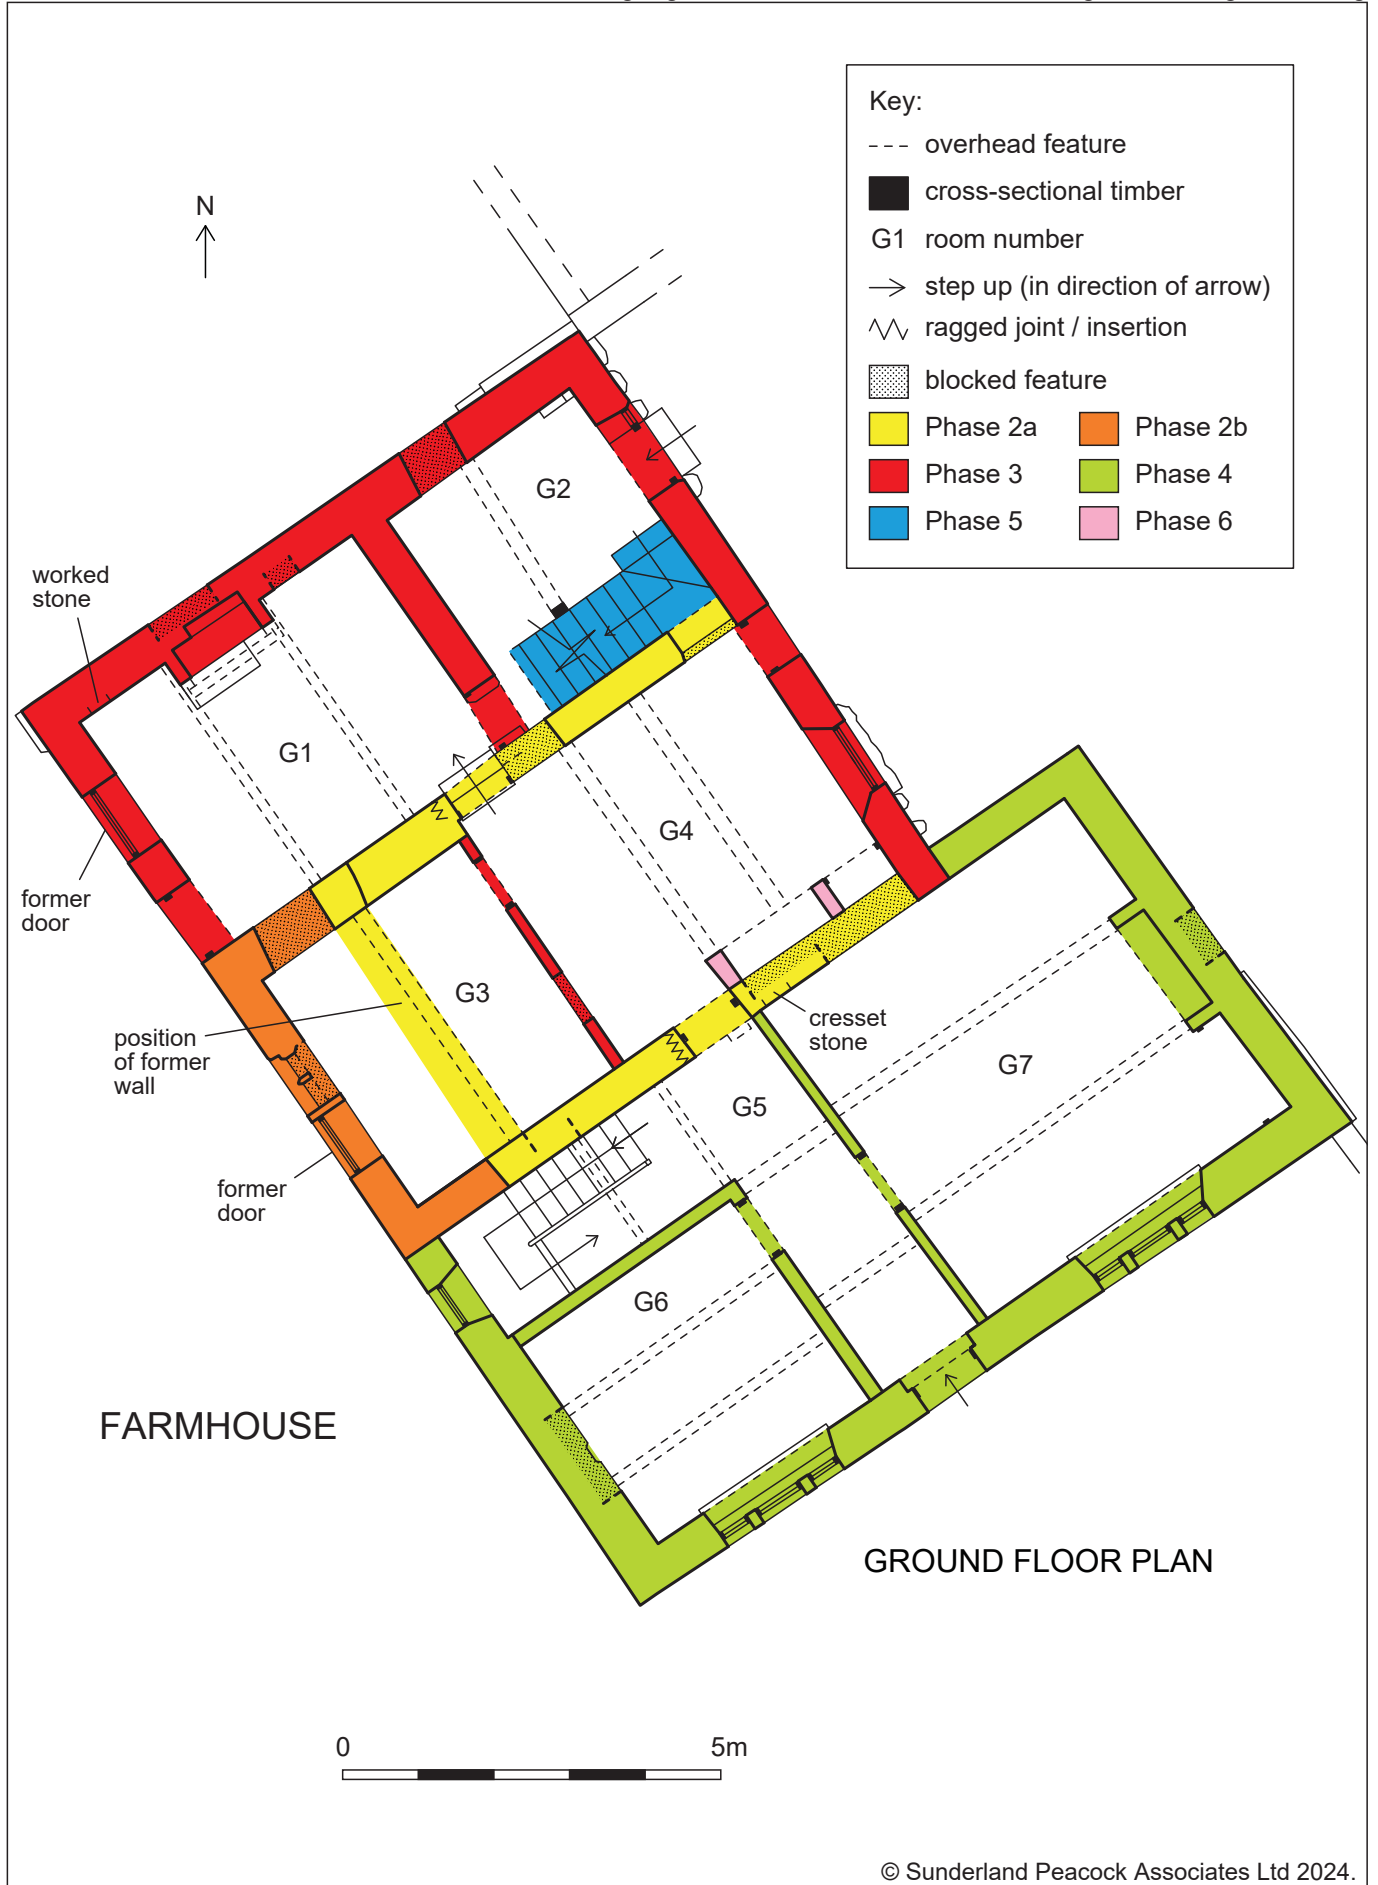 Key:
overhead feature
cross-sectional timber
G1 room number
step up (in direction of arrow)
ragged joint / insertion
blocked feature
Phase 2a
Phase 2b
Phase 3
Phase 4
Phase 5
Phase 6
N
G2
worked
stone
G1
G4
former
door
G3
position
of former
wall
cresset
stone
G7
G5
former
door
G6
FARMHOUSE
GROUND FLOOR PLAN
0 5m
© Sunderland Peacock Associates Ltd 2024.